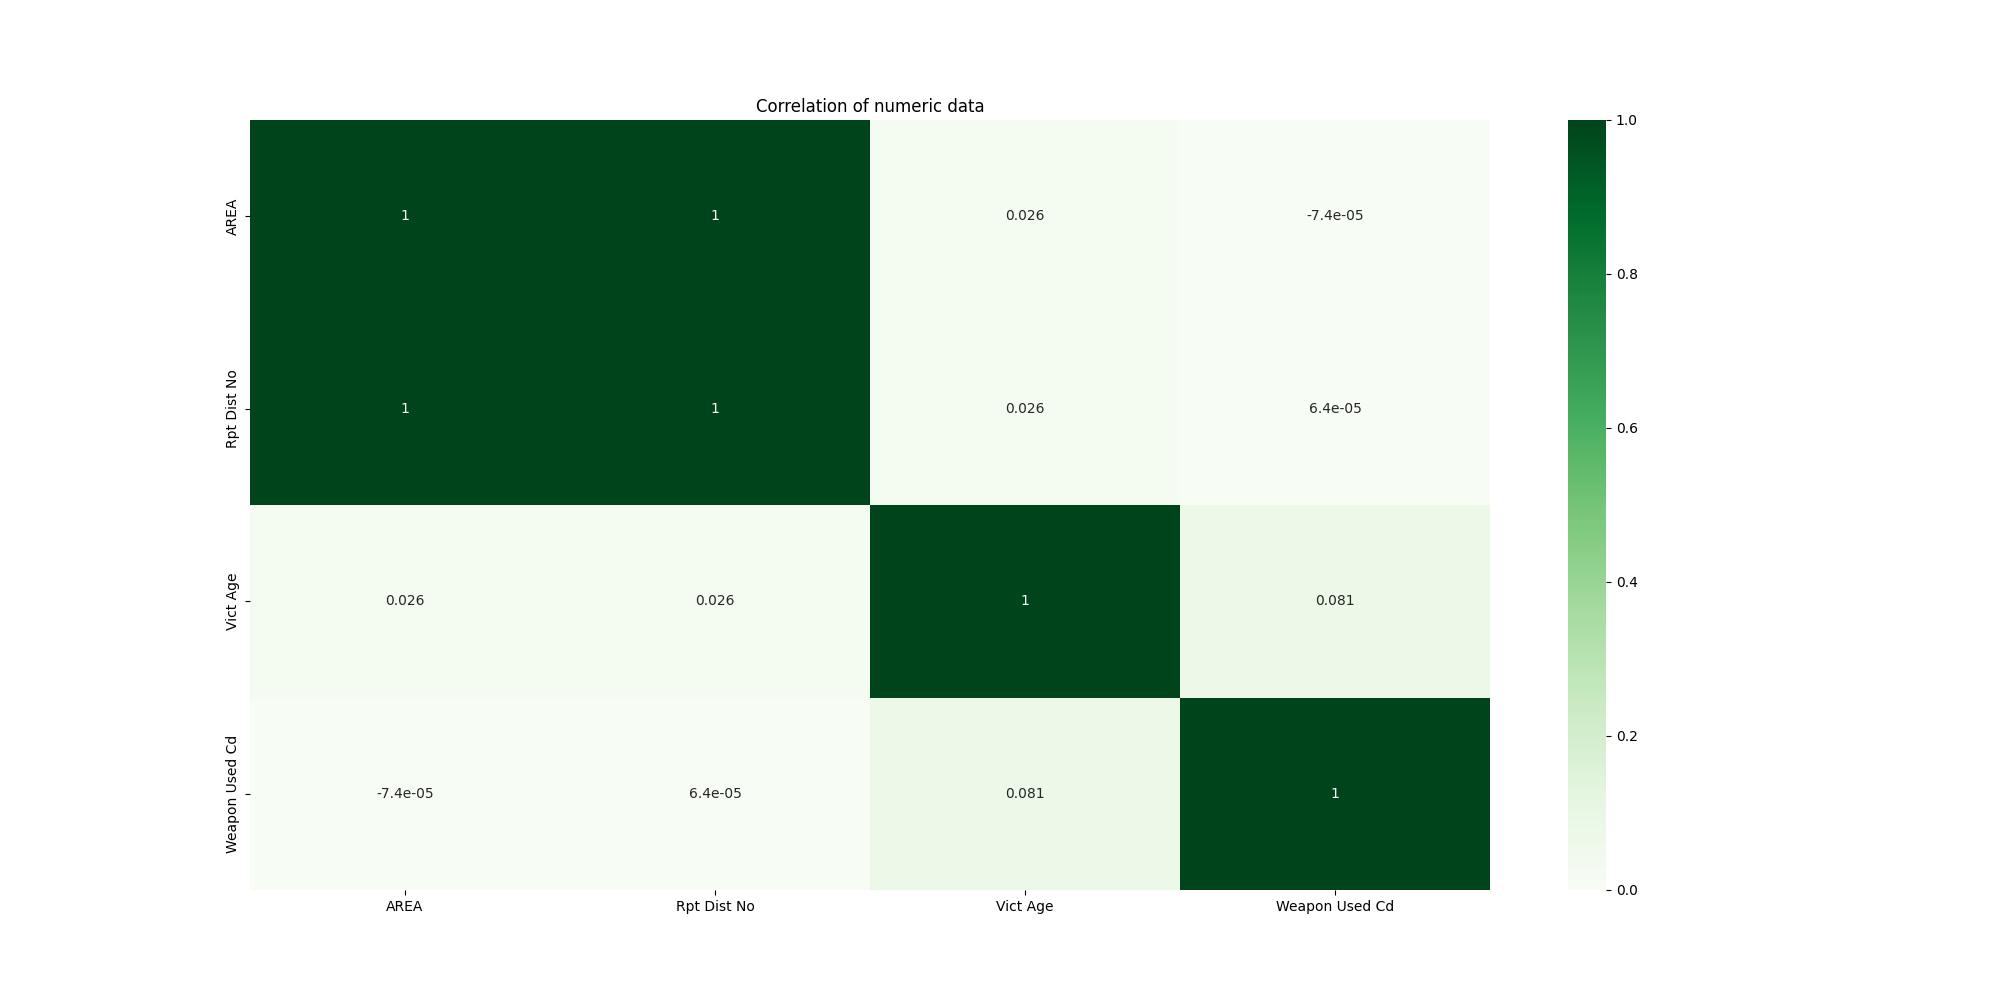 Correlation of numeric data
AREA 1 1 0.026 -7.4e-05
Rpt Dist No 1 1 0.026 6.4e-05
Vict Age 0.026 0.026 1 0.081
Weapon Used Cd -7.4e-05 6.4e-05 0.081 1
AREA Rpt Dist No Vict Age Weapon Used Cd
1.0
0.8
0.6
0.4
0.2
0.0